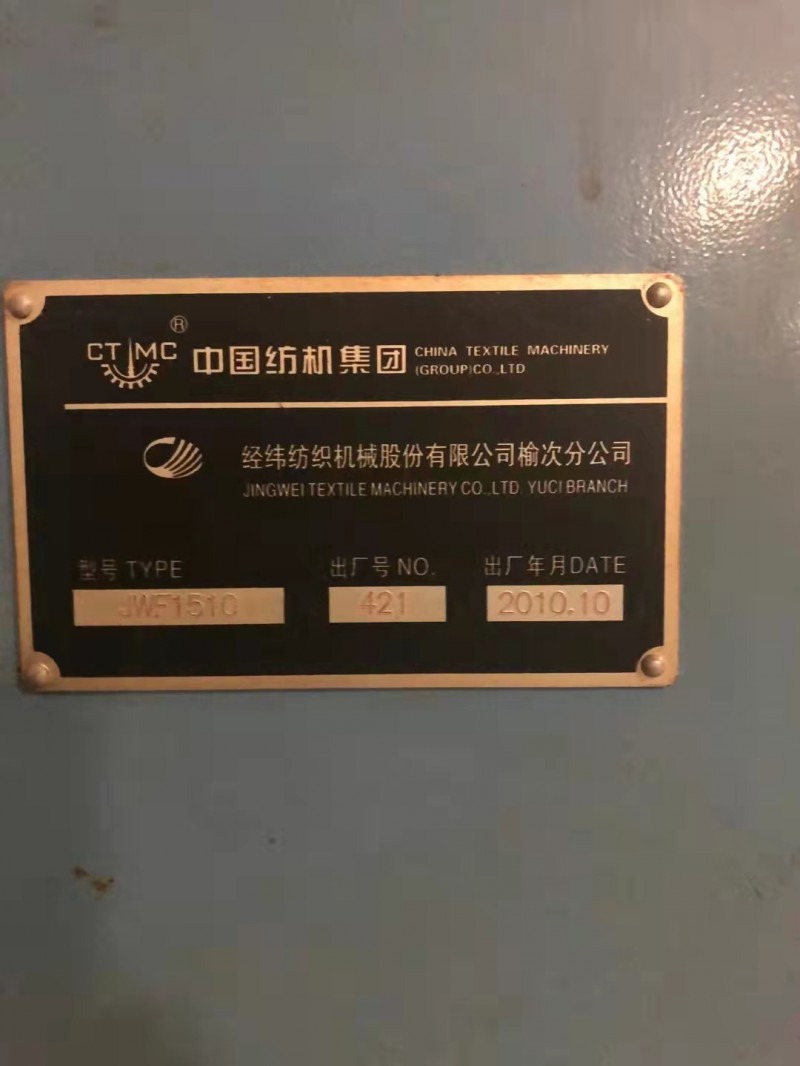 CTMC ® 中国纺机集团 CHINA TEXTILE MACHINERY (GROUP)CO.,LTD
经纬纺织机械股份有限公司榆次分公司
JINGWEI TEXTILE MACHINERY CO.,LTD. YUCI BRANCH
型号 TYPE 出厂号 NO. 出厂年月DATE
JWF1510 421 2010.10